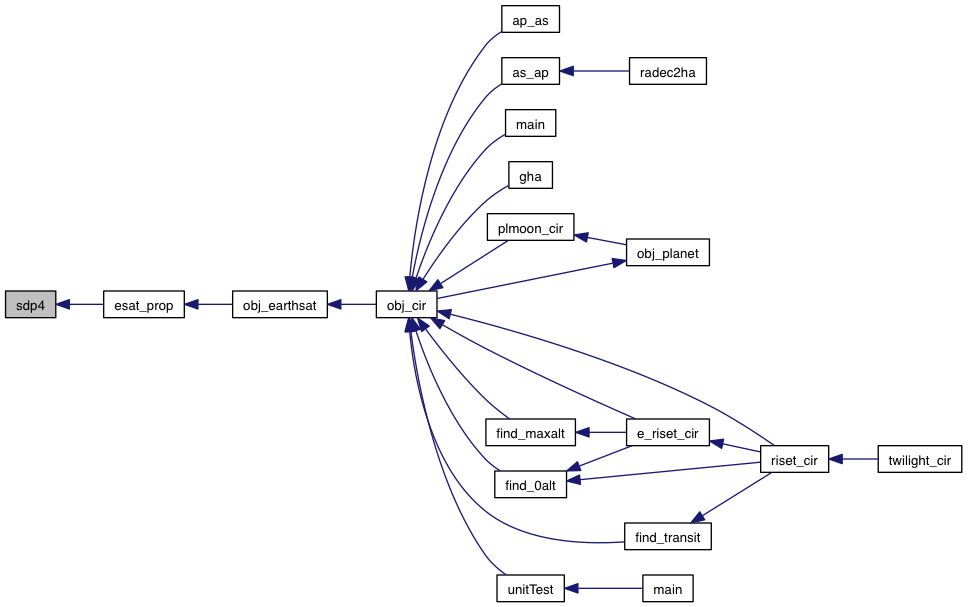 ap_as
as_ap
radec2ha
main
gha
plmoon_cir
obj_planet
sdp4
esat_prop
obj_earthsat
obj_cir
find_maxalt
e_riset_cir
riset_cir
twilight_cir
find_0alt
find_transit
unitTest
main